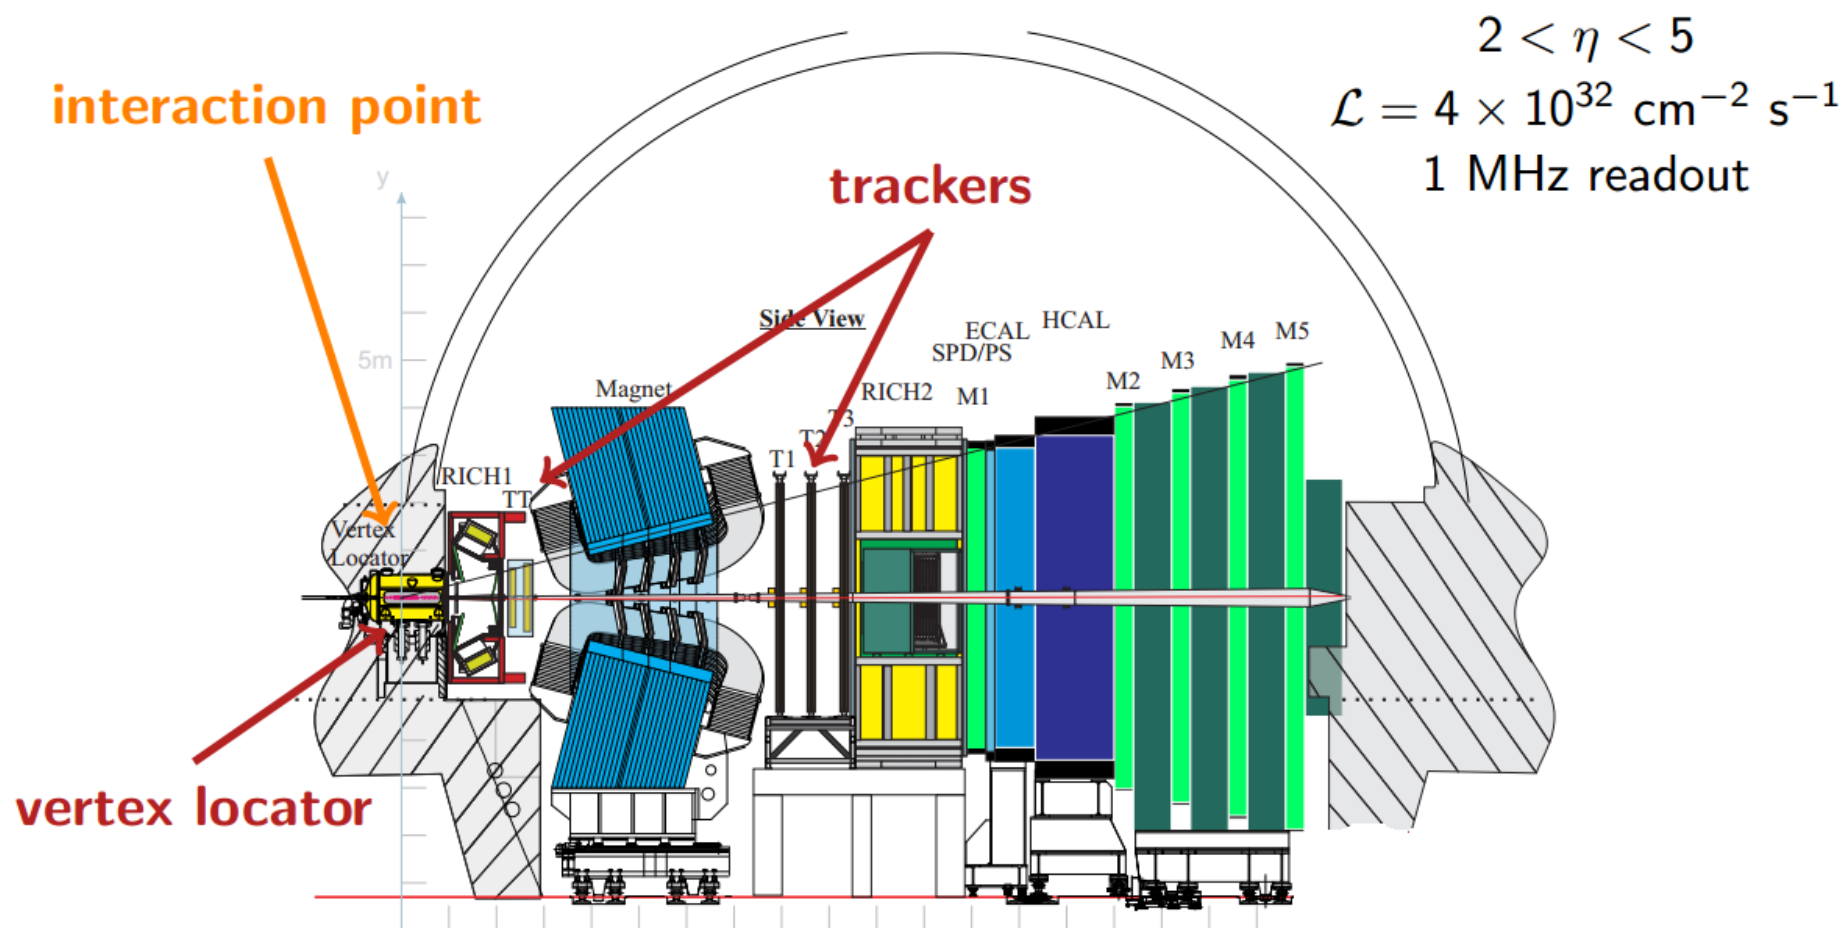 2 < η < 5
ℒ = 4 × 10³² cm⁻² s⁻¹
1 MHz readout
interaction point
trackers
y
Side View
5m
ECAL
HCAL
SPD/PS
M5
M4
M3
M2
RICH2
M1
Magnet
T3
T2
T1
RICH1
TT
Vertex
Locator
vertex locator